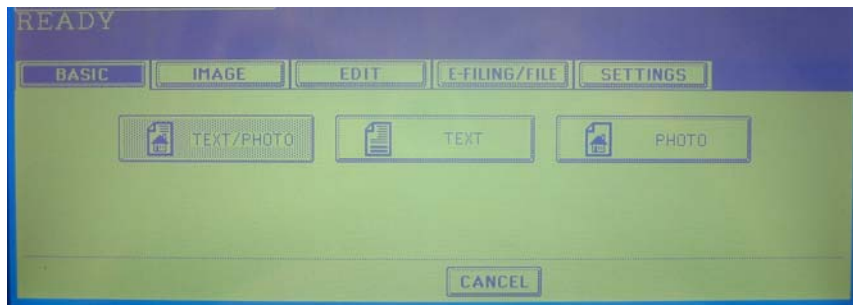 READY
BASIC IMAGE EDIT E-FILING/FILE SETTINGS
TEXT/PHOTO TEXT PHOTO
CANCEL